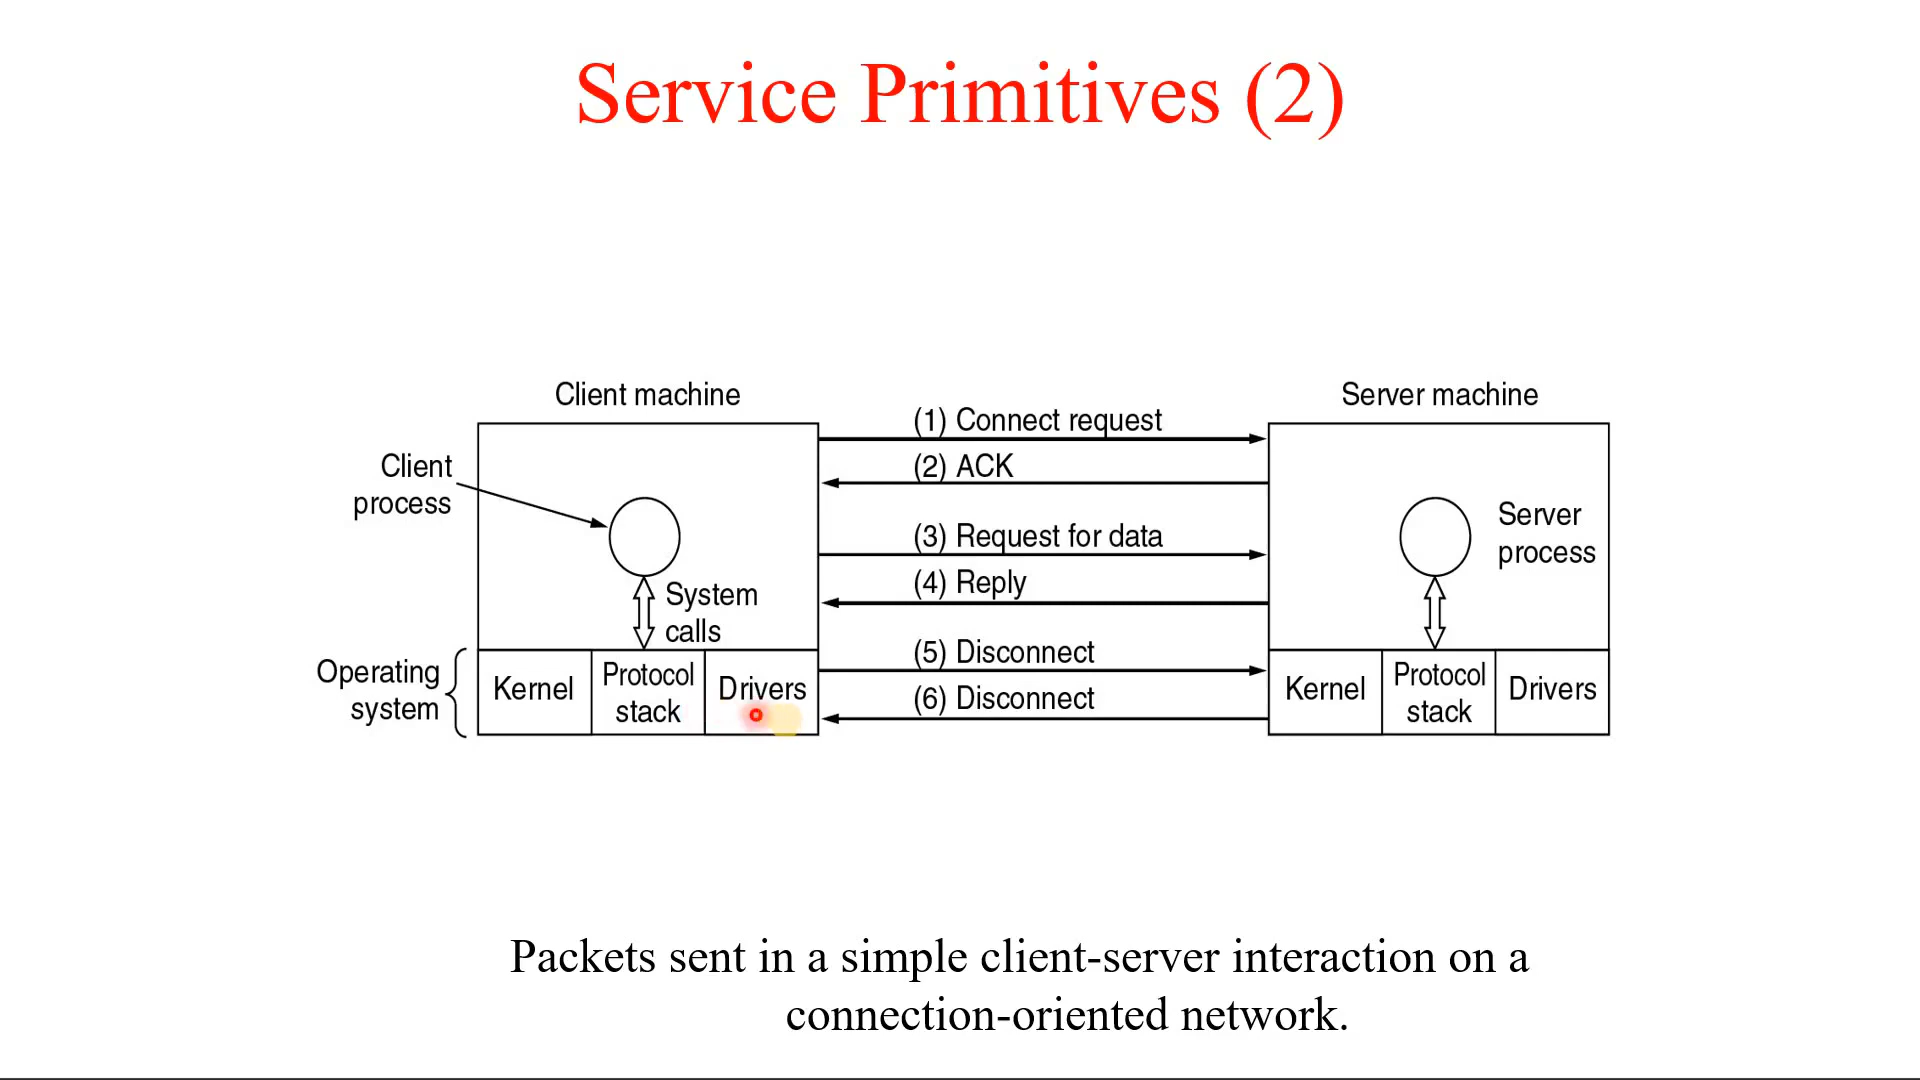 Service Primitives (2)
Client machine
Server machine
(1) Connect request
(2) ACK
Client
process
(3) Request for data
Server
process
(4) Reply
System
calls
(5) Disconnect
Operating
system
Kernel
Protocol
stack
Drivers
(6) Disconnect
Kernel
Protocol
stack
Drivers
Packets sent in a simple client-server interaction on a
connection-oriented network.